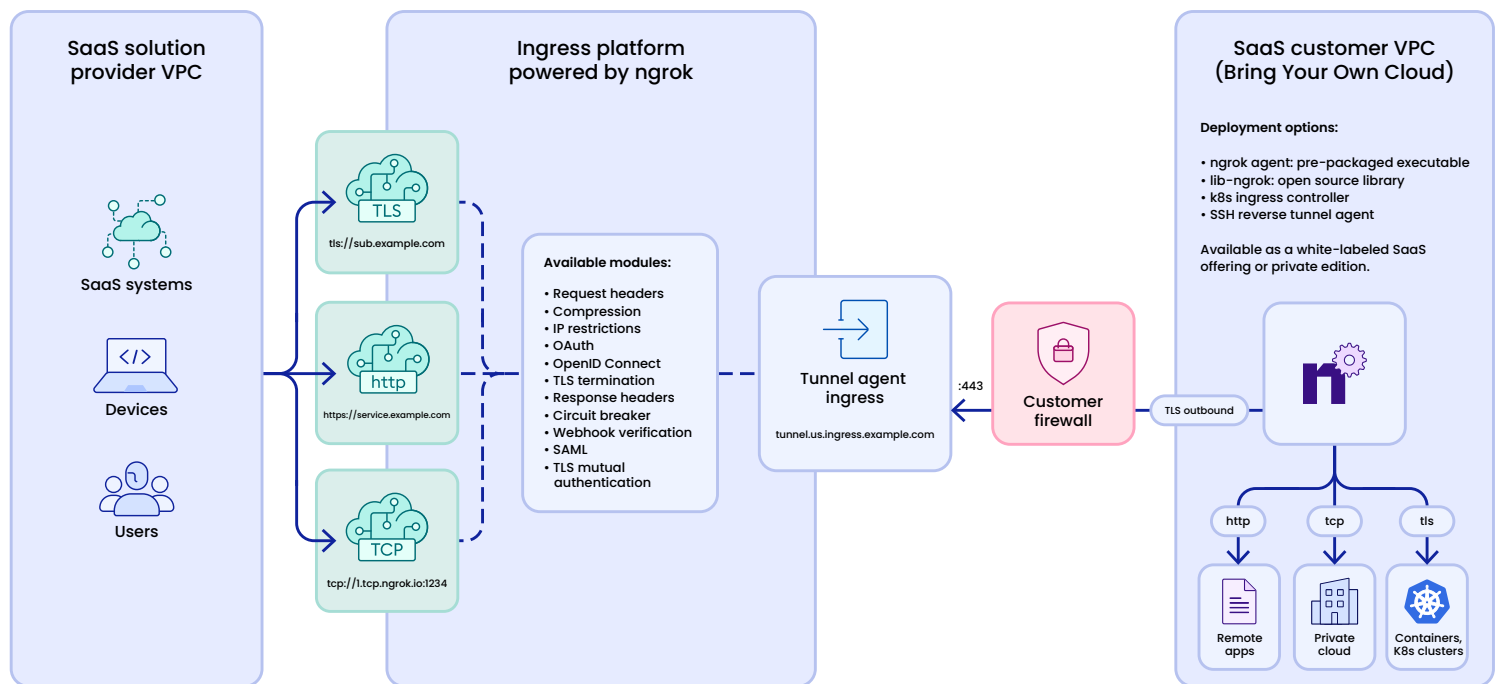 SaaS solution
provider VPC
SaaS systems
Devices
Users
Ingress platform
powered by ngrok
TLS
tls://sub.example.com
http
https://service.example.com
TCP
tcp://1.tcp.ngrok.io:1234
Available modules:
• Request headers
• Compression
• IP restrictions
• OAuth
• OpenID Connect
• TLS termination
• Response headers
• Circuit breaker
• Webhook verification
• SAML
• TLS mutual
authentication
Tunnel agent
ingress
tunnel.us.ingress.example.com
:443
Customer
firewall
TLS outbound
SaaS customer VPC
(Bring Your Own Cloud)
Deployment options:
• ngrok agent: pre-packaged executable
• lib-ngrok: open source library
• k8s ingress controller
• SSH reverse tunnel agent
Available as a white-labeled SaaS
offering or private edition.
n
http
tcp
tls
Remote
apps
Private
cloud
Containers,
K8s clusters